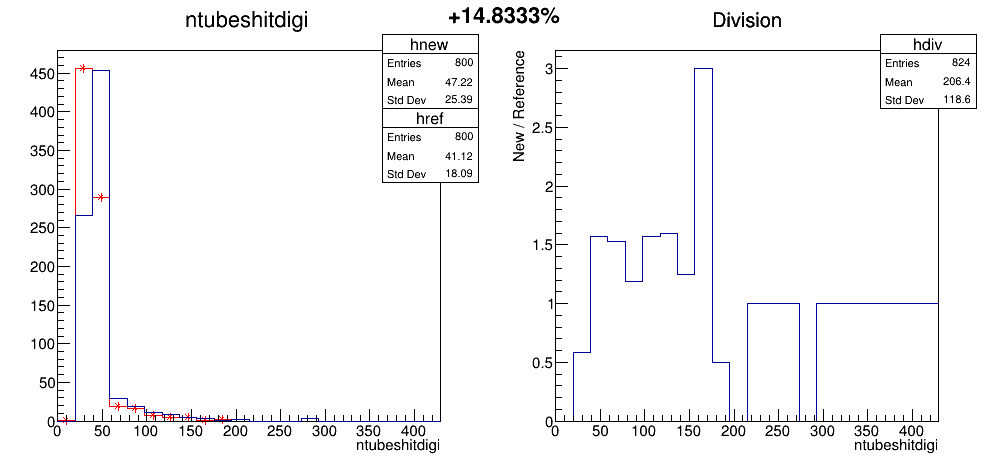 ntubeshitdigi
+14.8333%
Division
hnew
Entries 800
Mean 47.22
Std Dev 25.39
href
Entries 800
Mean 41.12
Std Dev 18.09
450
400
350
300
250
200
150
100
50
0
0 50 100 150 200 250 300 350 400
ntubeshitdigi
hdiv
Entries 824
Mean 206.4
Std Dev 118.6
New / Reference
3
2.5
2
1.5
1
0.5
0
0 50 100 150 200 250 300 350 400
ntubeshitdigi